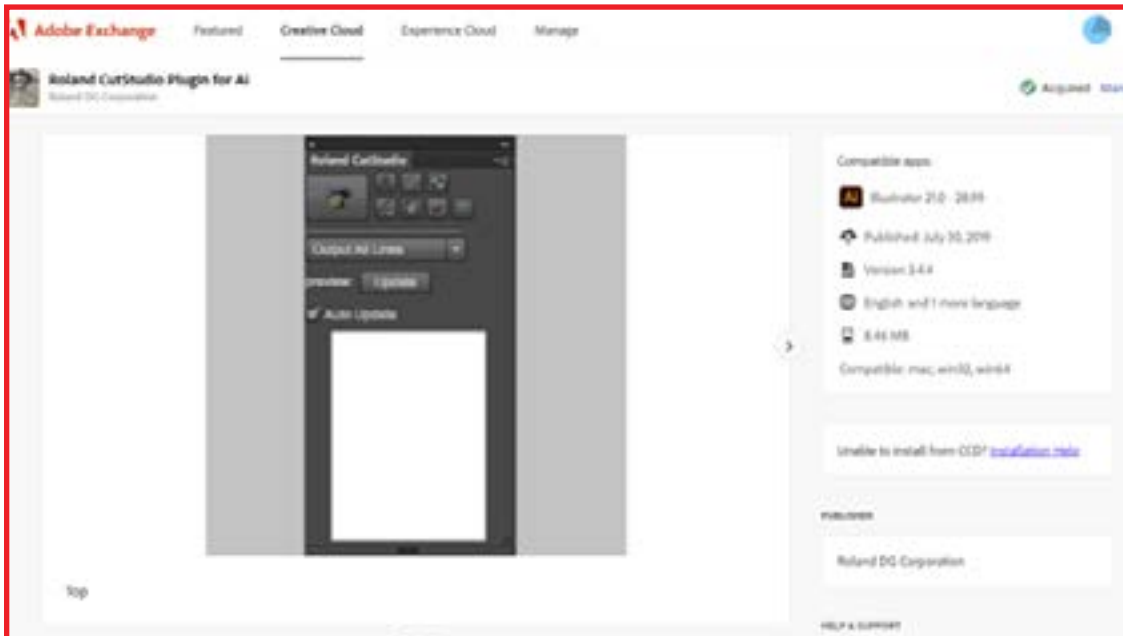 Adobe Exchange Featured Creative Cloud Experience Cloud Manage
Roland CutStudio Plugin for Ai
Roland DG Corporation
Acquired
Roland CutStudio
Output All Lines
preview: Update
Auto Update
Top
Compatible apps:
Ai Illustrator 21.0 - 28.99
Published: July 30, 2019
Version 3.4.4
English and 1 more language
8.46 MB
Compatible: mac, win32, win64
Unable to install from CCD? Installation Help
PUBLISHER
Roland DG Corporation
HELP & SUPPORT